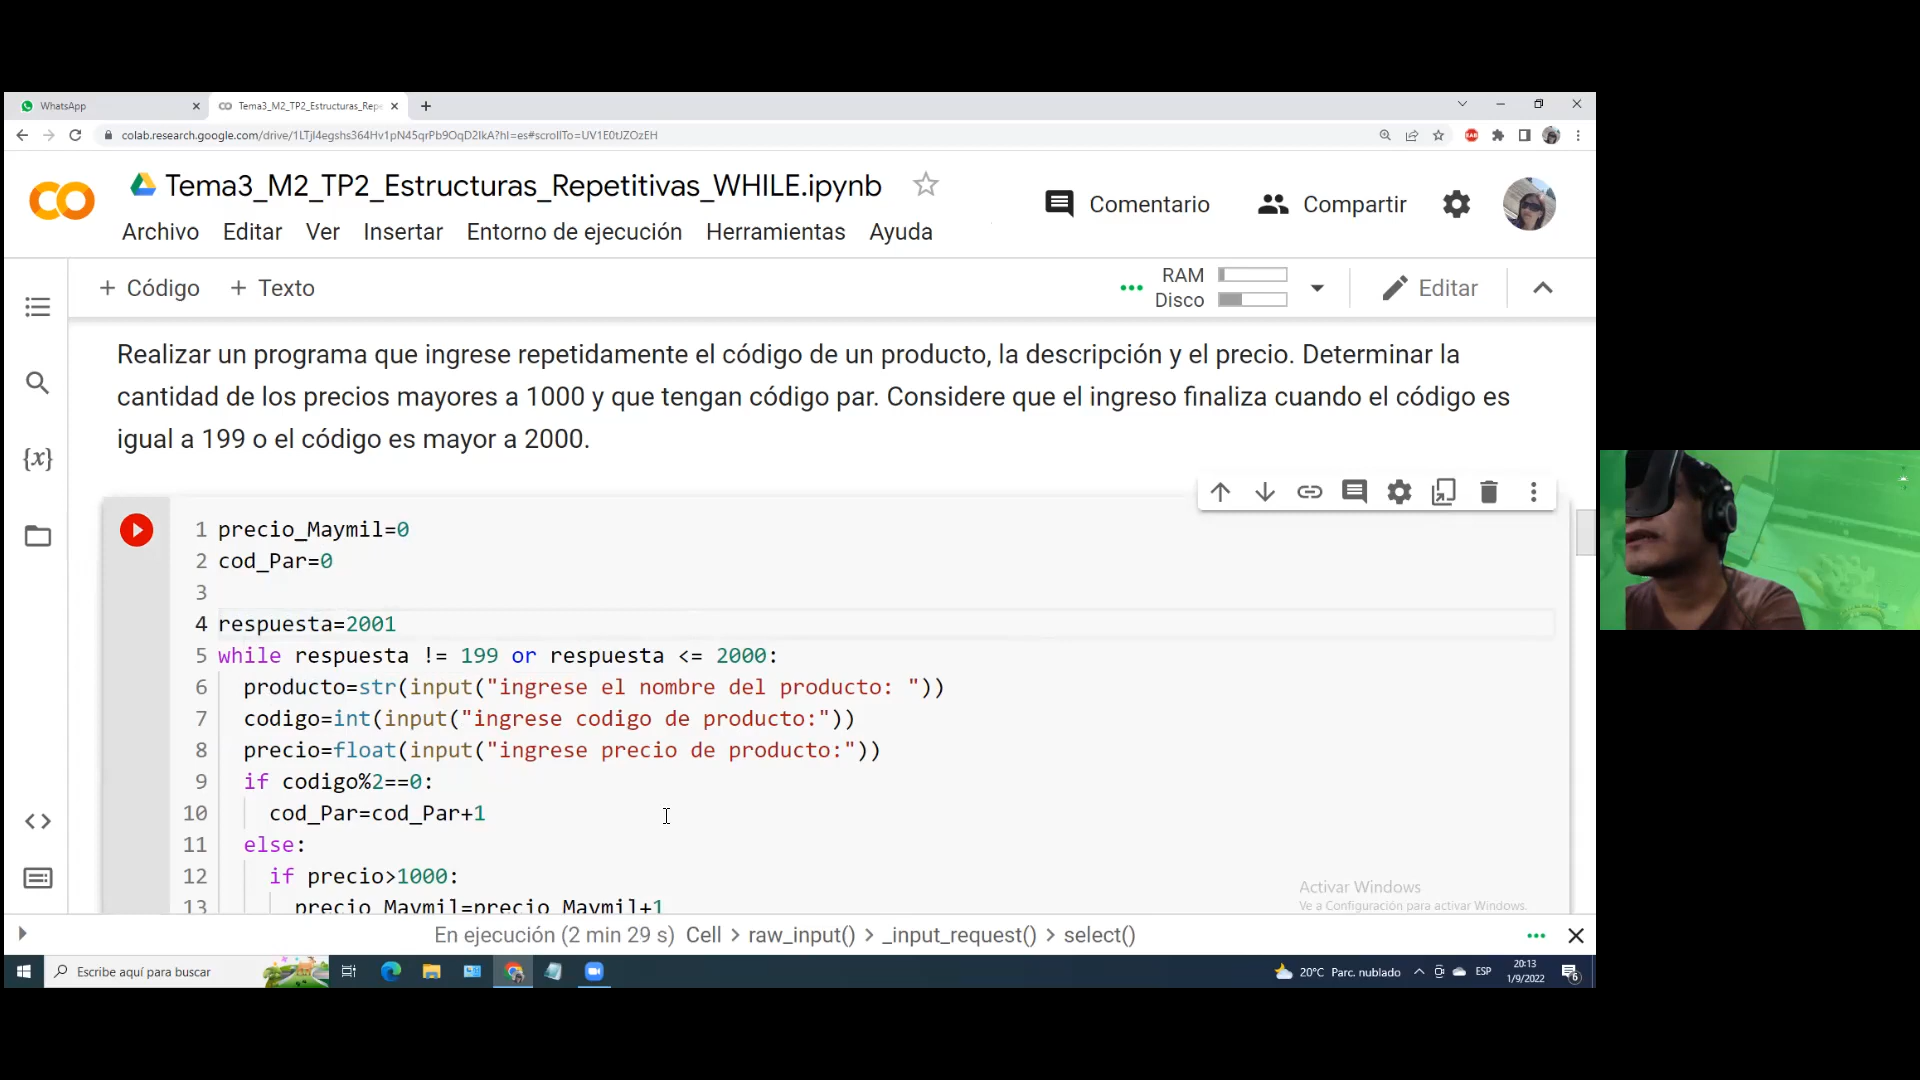 WhatsApp
Tema3_M2_TP2_Estructuras_Repe
colab.research.google.com/drive/1LTjI4egshs364Hv1pN45qrPb9OqD2IkA?hl=es#scrollTo=UV1E0tJZOzEH
Tema3_M2_TP2_Estructuras_Repetitivas_WHILE.ipynb
Comentario
Compartir
Archivo Editar Ver Insertar Entorno de ejecución Herramientas Ayuda
+ Código + Texto
RAM
Disco
Editar
Realizar un programa que ingrese repetidamente el código de un producto, la descripción y el precio. Determinar la
cantidad de los precios mayores a 1000 y que tengan código par. Considere que el ingreso finaliza cuando el código es
igual a 199 o el código es mayor a 2000.
1 precio_Maymil=0
2 cod_Par=0
3
4 respuesta=2001
5 while respuesta != 199 or respuesta <= 2000:
6 producto=str(input("ingrese el nombre del producto: "))
7 codigo=int(input("ingrese codigo de producto:"))
8 precio=float(input("ingrese precio de producto:"))
9 if codigo%2==0:
10 cod_Par=cod_Par+1
11 else:
12 if precio>1000:
13 precio_Maymil=precio_Maymil+1
Activar Windows
Ve a Configuración para activar Windows.
En ejecución (2 min 29 s) Cell > raw_input() > _input_request() > select()
Escribe aquí para buscar
20°C Parc. nublado
ESP
20:13
1/9/2022
6